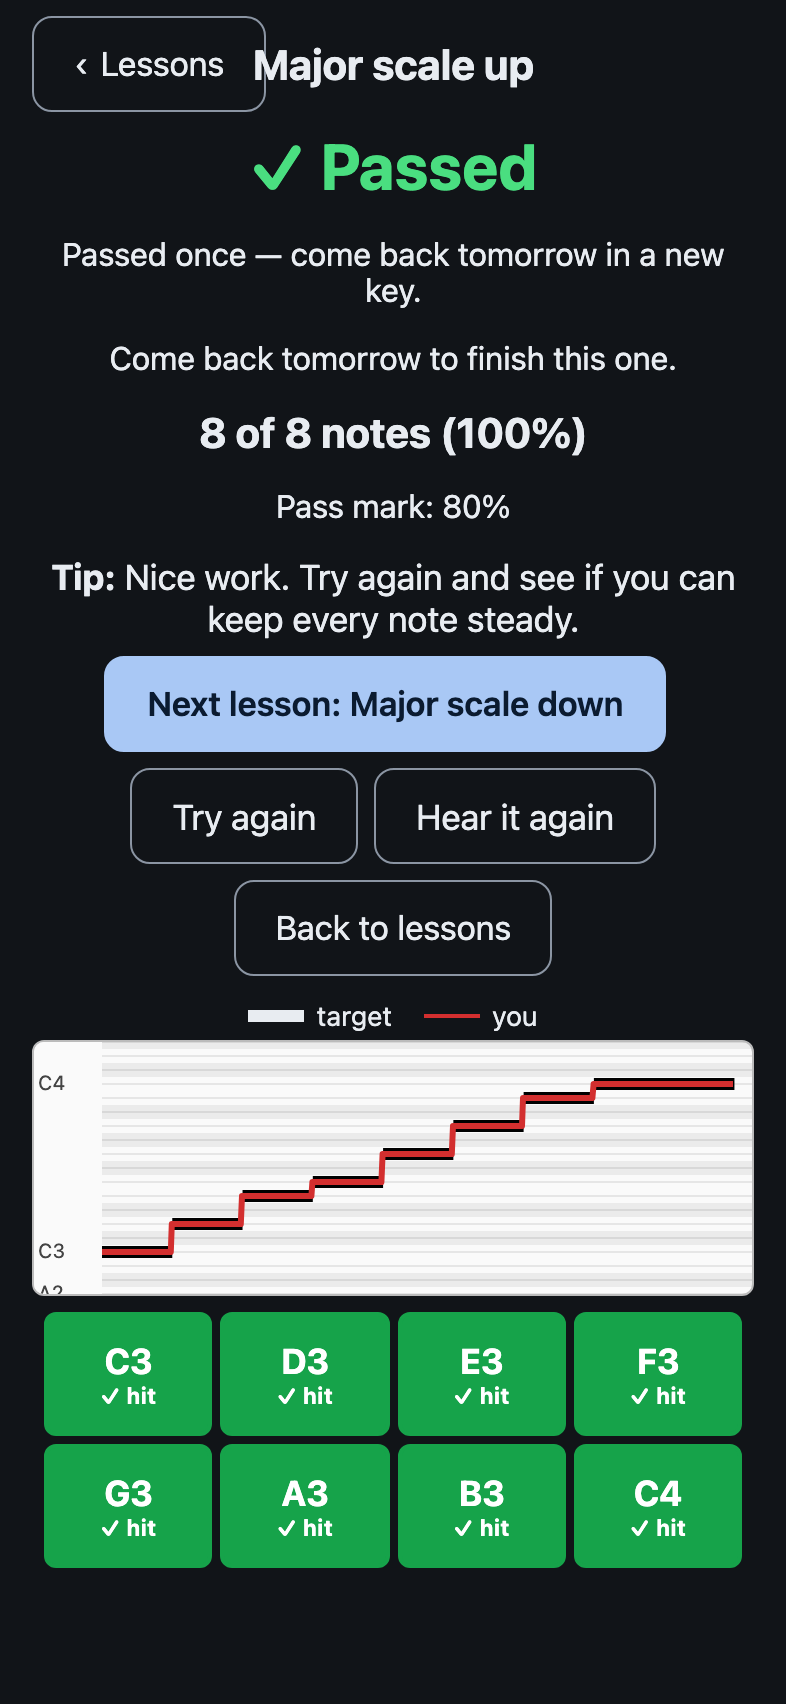 ‹ Lessons
Major scale up
✓ Passed
Passed once — come back tomorrow in a new
key.
Come back tomorrow to finish this one.
8 of 8 notes (100%)
Pass mark: 80%
Tip: Nice work. Try again and see if you can
keep every note steady.
Next lesson: Major scale down
Try again
Hear it again
Back to lessons
target
you
C4
C3
A2
C3
✓ hit
D3
✓ hit
E3
✓ hit
F3
✓ hit
G3
✓ hit
A3
✓ hit
B3
✓ hit
C4
✓ hit